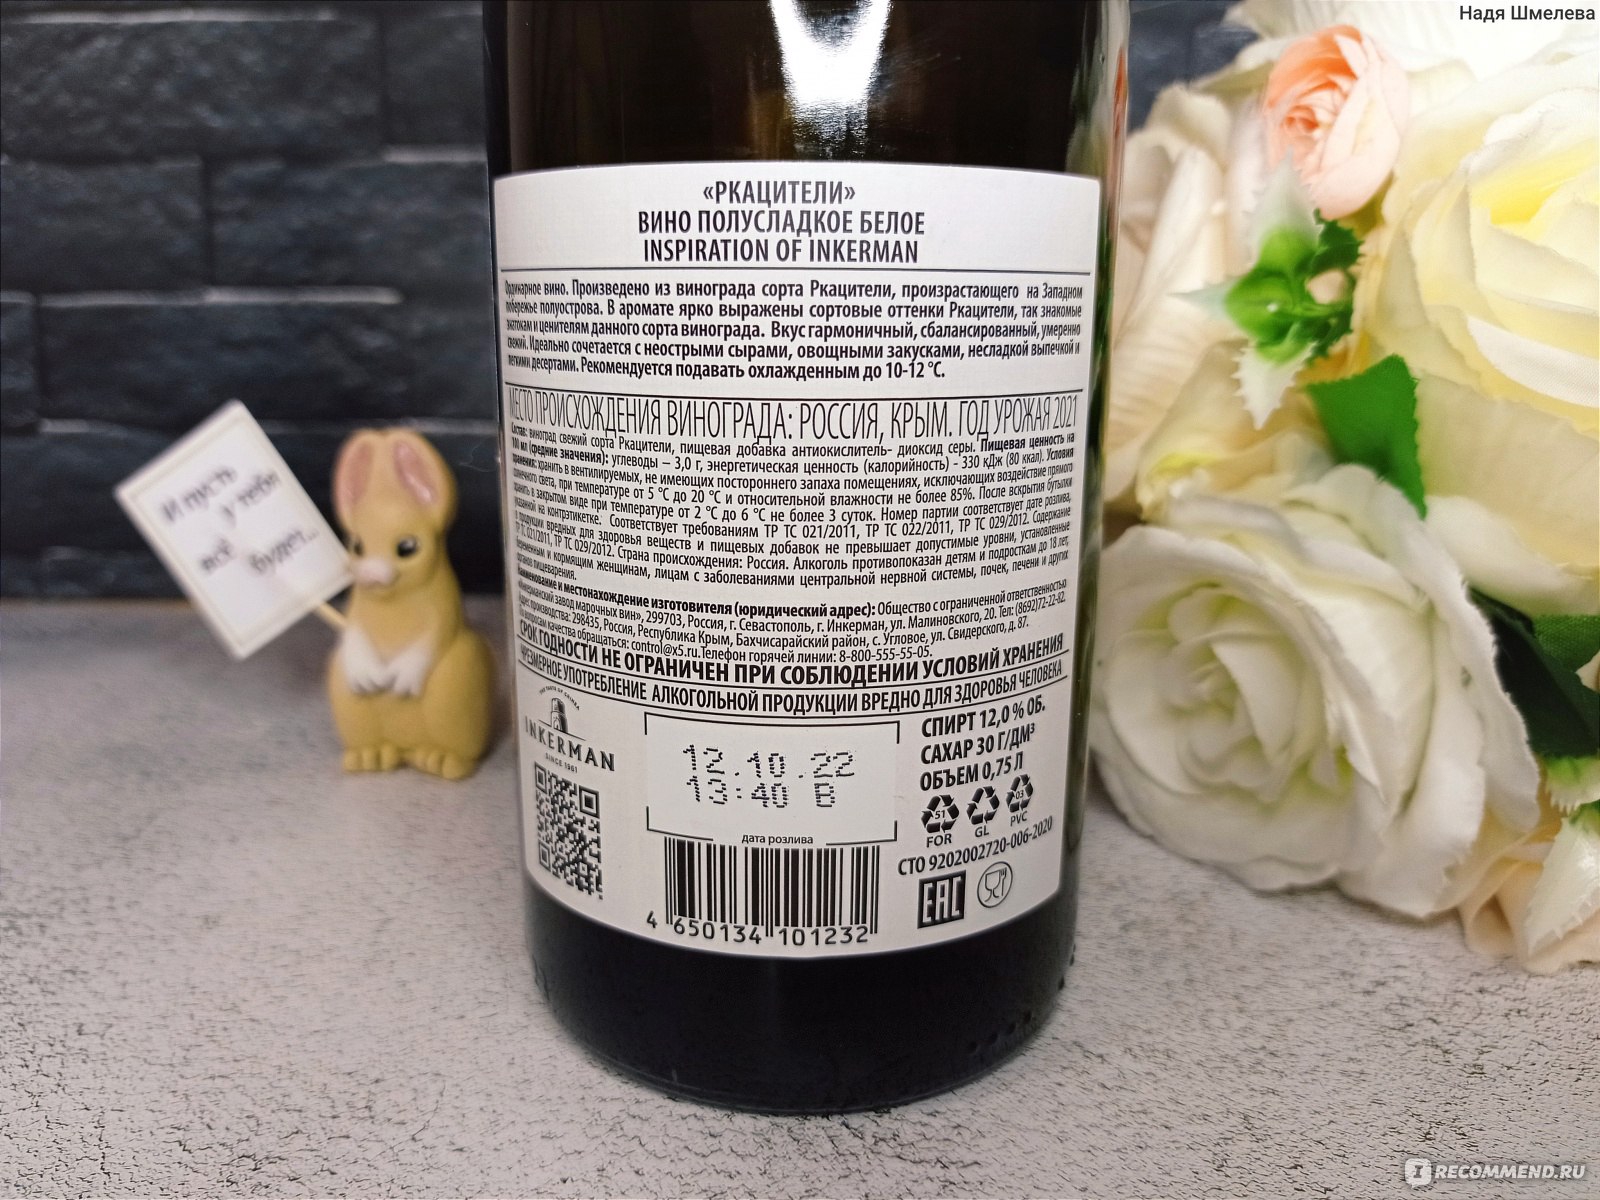 Надя Шмелева
«РКАЦИТЕЛИ»
ВИНО ПОЛУСЛАДКОЕ БЕЛОЕ
INSPIRATION OF INKERMAN
Ординарное вино. Произведено из винограда сорта Ркацители, произрастающего на Западном
побережье полуострова. В аромате ярко выражены сортовые оттенки Ркацители, так знакомые
знатокам и ценителям данного сорта винограда. Вкус гармоничный, сбалансированный, умеренно
свежий. Идеально сочетается с неострыми сырами, овощными закусками, несладкой выпечкой и
легкими десертами. Рекомендуется подавать охлажденным до 10-12 °С.
МЕСТО ПРОИСХОЖДЕНИЯ ВИНОГРАДА: РОССИЯ, КРЫМ. ГОД УРОЖАЯ 2021
Состав: виноград свежий сорта Ркацители, пищевая добавка антиокислитель- диоксид серы. Пищевая ценность на
100 мл (средние значения): углеводы – 3,0 г, энергетическая ценность (калорийность) - 330 кДж (80 ккал). Условия
хранения: хранить в вентилируемых, не имеющих постороннего запаха помещениях, исключающих воздействие прямого
солнечного света, при температуре от 5 °С до 20 °С и относительной влажности не более 85%. После вскрытия бутылки
хранить в закрытом виде при температуре от 2 °С до 6 °С не более 3 суток. Номер партии соответствует дате розлива,
указанной на контрэтикетке. Соответствует требованиям ТР ТС 021/2011, ТР ТС 022/2011, ТР ТС 029/2012. Содержание
в продукции вредных для здоровья веществ и пищевых добавок не превышает допустимые уровни, установленные
ТР ТС 021/2011, ТР ТС 029/2012. Страна происхождения: Россия. Алкоголь противопоказан детям и подросткам до 18 лет,
беременным и кормящим женщинам, лицам с заболеваниями центральной нервной системы, почек, печени и других
органов пищеварения.
Наименование и местонахождение изготовителя (юридический адрес): Общество с ограниченной ответственностью
«Инкерманский завод марочных вин», 299703, Россия, г. Севастополь, г. Инкерман, ул. Малиновского, 20. Тел: (8692)72-22-82.
Адрес производства: 298435, Россия, Республика Крым, Бахчисарайский район, с. Угловое, ул. Свидерского, д. 87.
По вопросам качества обращаться: control@x5.ru.Телефон горячей линии: 8-800-555-55-05.
СРОК ГОДНОСТИ НЕ ОГРАНИЧЕН ПРИ СОБЛЮДЕНИИ УСЛОВИЙ ХРАНЕНИЯ
ЧРЕЗМЕРНОЕ УПОТРЕБЛЕНИЕ АЛКОГОЛЬНОЙ ПРОДУКЦИИ ВРЕДНО ДЛЯ ЗДОРОВЬЯ ЧЕЛОВЕКА
THE TASTE OF CRIMEA
INKERMAN
SINCE 1961
12.10.22
13:40 В
дата розлива
СПИРТ 12,0 % ОБ.
САХАР 30 Г/ДМ³
ОБЪЕМ 0,75 Л
51
FOR
GL
03
PVC
СТО 9202002720-006-2020
EAC
4 650134 101232
И пусть
у тебя
всё
будет...
IRECOMMEND.RU